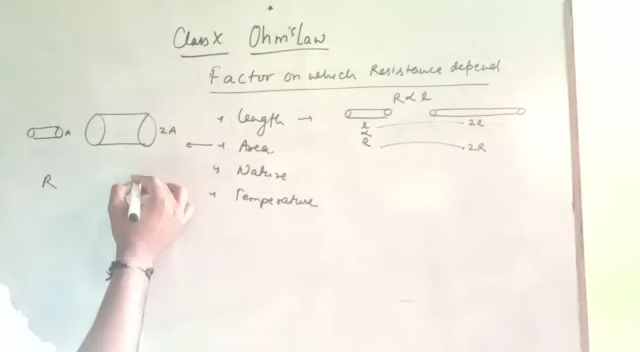 Class X Ohm's Law
Factor on which Resistance depend
R ∝ l
* Length →
l 2l
∝
R 2R
A 2A
← * Area
R
* Nature
* Temperature